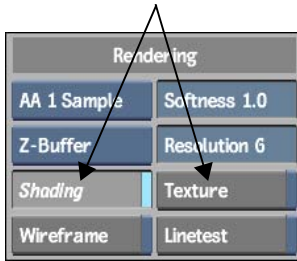 Rendering
AA 1 Sample Softness 1.0
Z-Buffer Resolution 6
Shading Texture
Wireframe Linetest